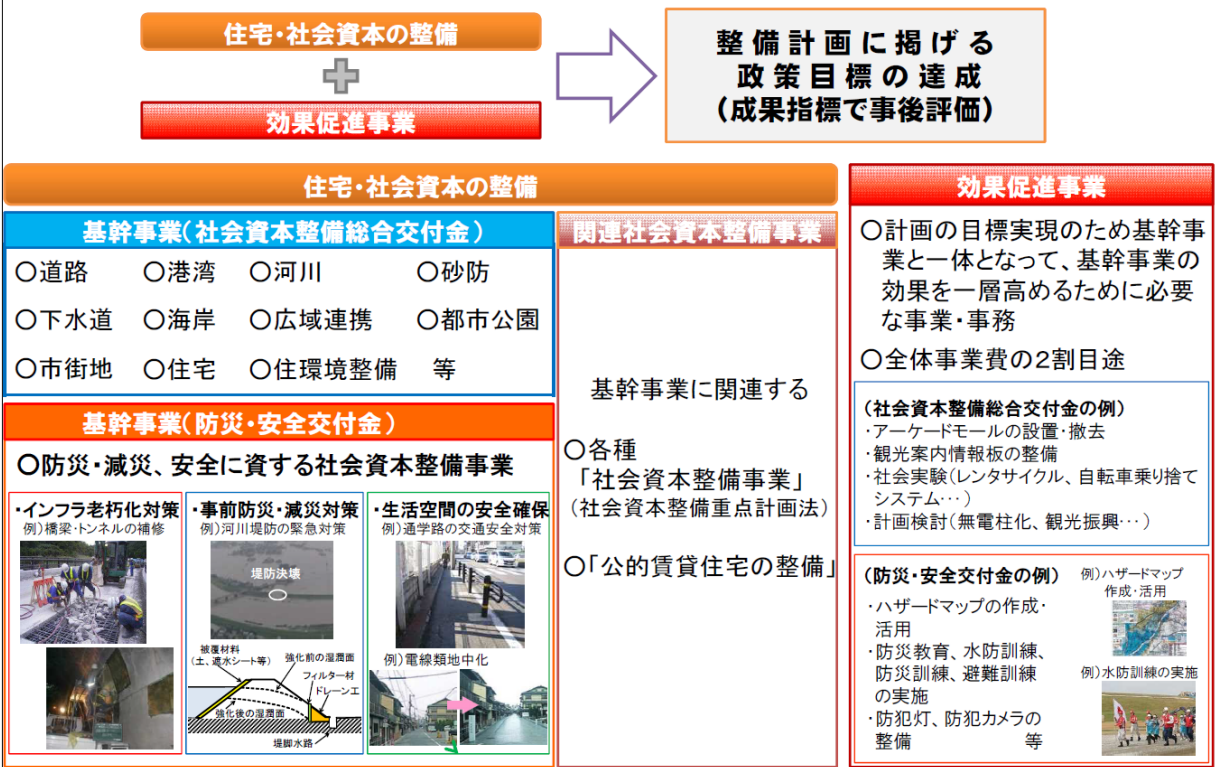 住宅・社会資本の整備
効果促進事業
整備計画に掲げる
政策目標の達成
(成果指標で事後評価)
住宅・社会資本の整備
基幹事業(社会資本整備総合交付金)
〇道路 〇港湾 〇河川 〇砂防
〇下水道 〇海岸 〇広域連携 〇都市公園
〇市街地 〇住宅 〇住環境整備 等
基幹事業(防災・安全交付金)
〇防災・減災、安全に資する社会資本整備事業
・インフラ老朽化対策
例)橋梁・トンネルの補修
・事前防災・減災対策
例)河川堤防の緊急対策
堤防決壊
被覆材料
(土、遮水シート等)
強化前の湿潤面
フィルター材
ドレーン工
強化後の湿潤面
堤脚水路
・生活空間の安全確保
例)通学路の交通安全対策
例)電線類地中化
関連社会資本整備事業
基幹事業に関連する
〇各種
「社会資本整備事業」
(社会資本整備重点計画法)
〇「公的賃貸住宅の整備」
効果促進事業
〇計画の目標実現のため基幹事
業と一体となって、基幹事業の
効果を一層高めるために必要
な事業・事務
〇全体事業費の2割目途
(社会資本整備総合交付金の例)
・アーケードモールの設置・撤去
・観光案内情報板の整備
・社会実験(レンタサイクル、自転車乗り捨て
システム…)
・計画検討(無電柱化、観光振興…)
(防災・安全交付金の例)
・ハザードマップの作成・
活用
・防災教育、水防訓練、
防災訓練、避難訓練
の実施
・防犯灯、防犯カメラの
整備 等
例)ハザードマップ
作成・活用
例)水防訓練の実施